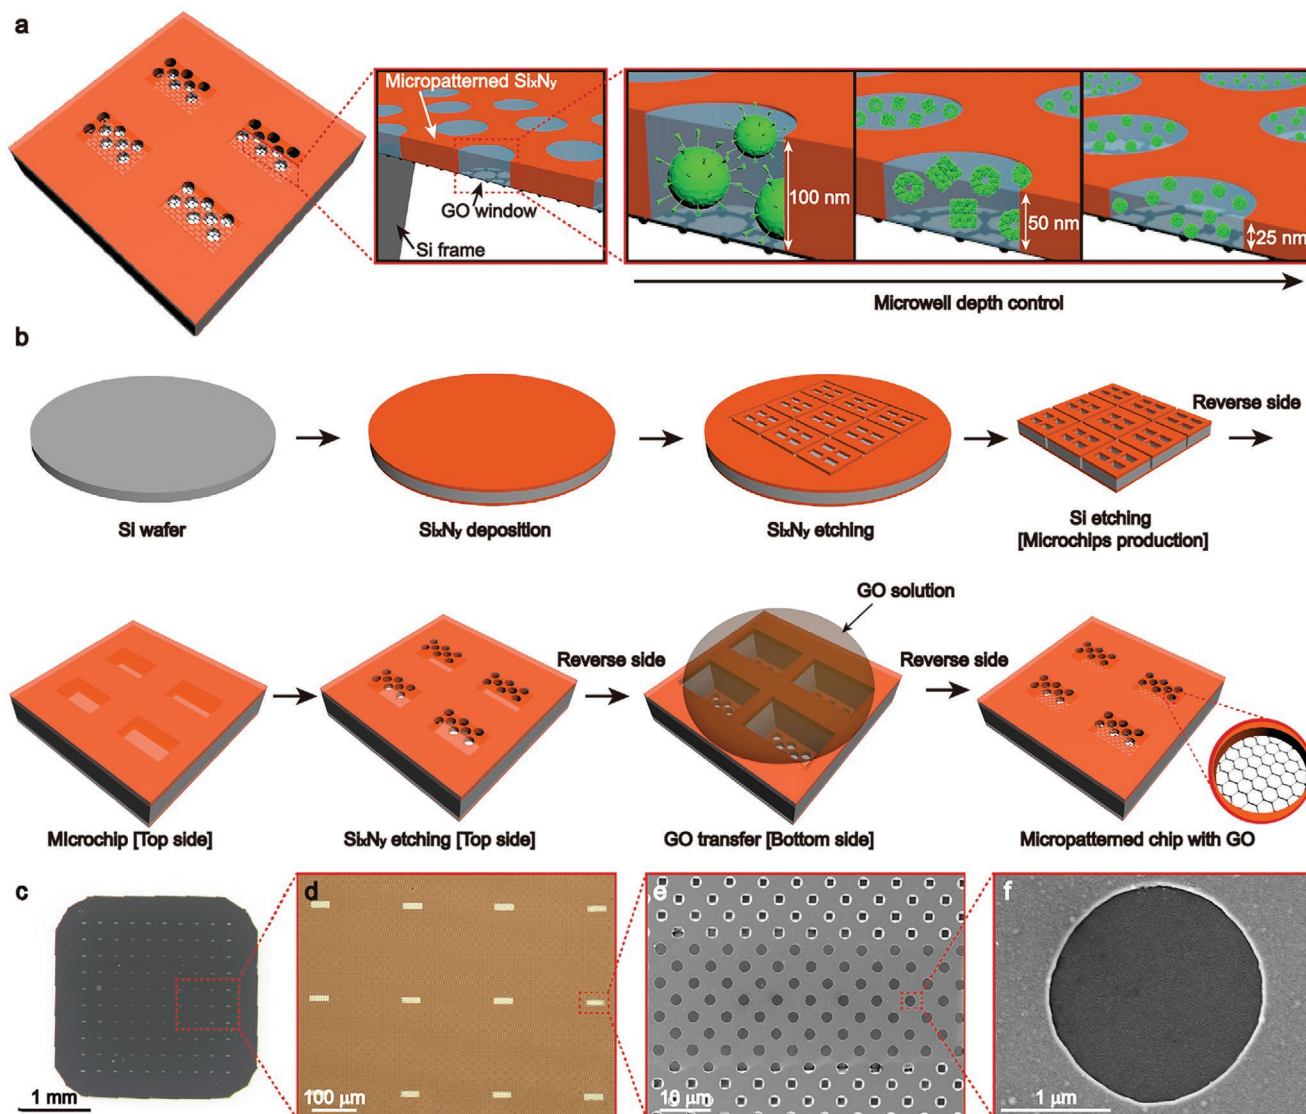 a
Micropatterned SixNy
GO window
Si frame
100 nm
50 nm
25 nm
Microwell depth control
b
Reverse side
Si wafer
SixNy deposition
SixNy etching
Si etching
[Microchips production]
GO solution
Reverse side
Reverse side
Microchip [Top side]
SixNy etching [Top side]
GO transfer [Bottom side]
Micropatterned chip with GO
c
d
e
f
1 mm
100 μm
10 μm
1 μm